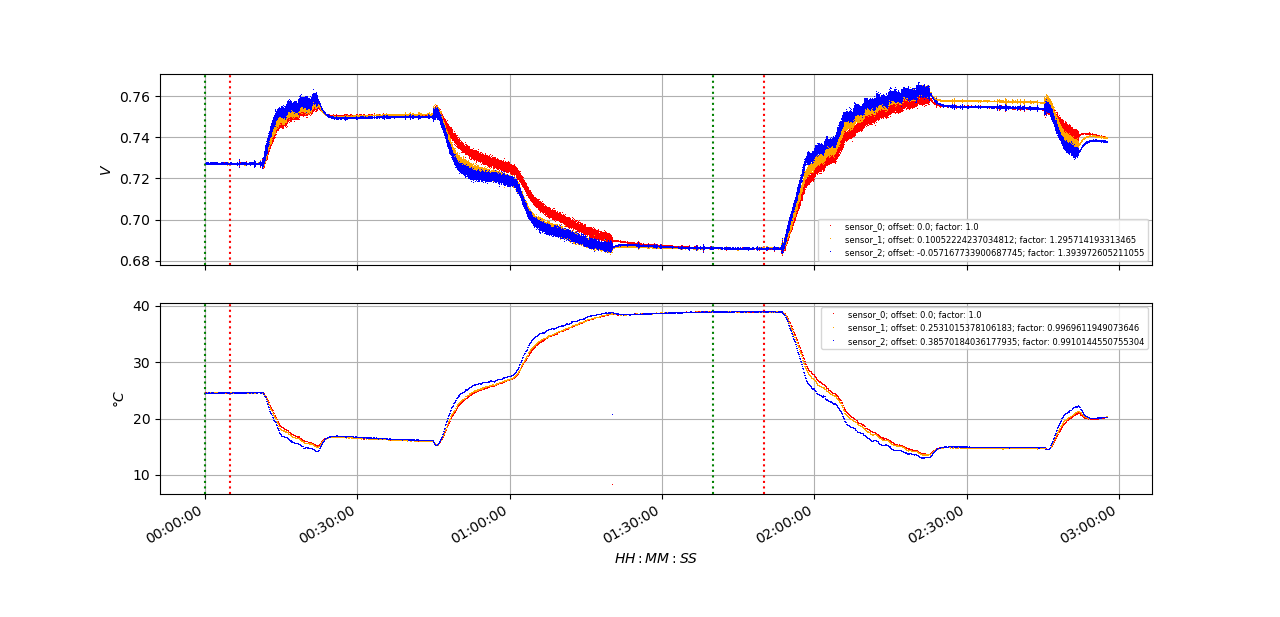 0.76
0.74
0.72
0.70
0.68
V
sensor_0; offset: 0.0; factor: 1.0
sensor_1; offset: 0.10052224237034812; factor: 1.295714193313465
sensor_2; offset: -0.057167733900687745; factor: 1.393972605211055
40
30
20
10
°C
sensor_0; offset: 0.0; factor: 1.0
sensor_1; offset: 0.2531015378106183; factor: 0.9969611949073646
sensor_2; offset: 0.38570184036177935; factor: 0.9910144550755304
00:00:00
00:30:00
01:00:00
01:30:00
02:00:00
02:30:00
03:00:00
HH : MM : SS